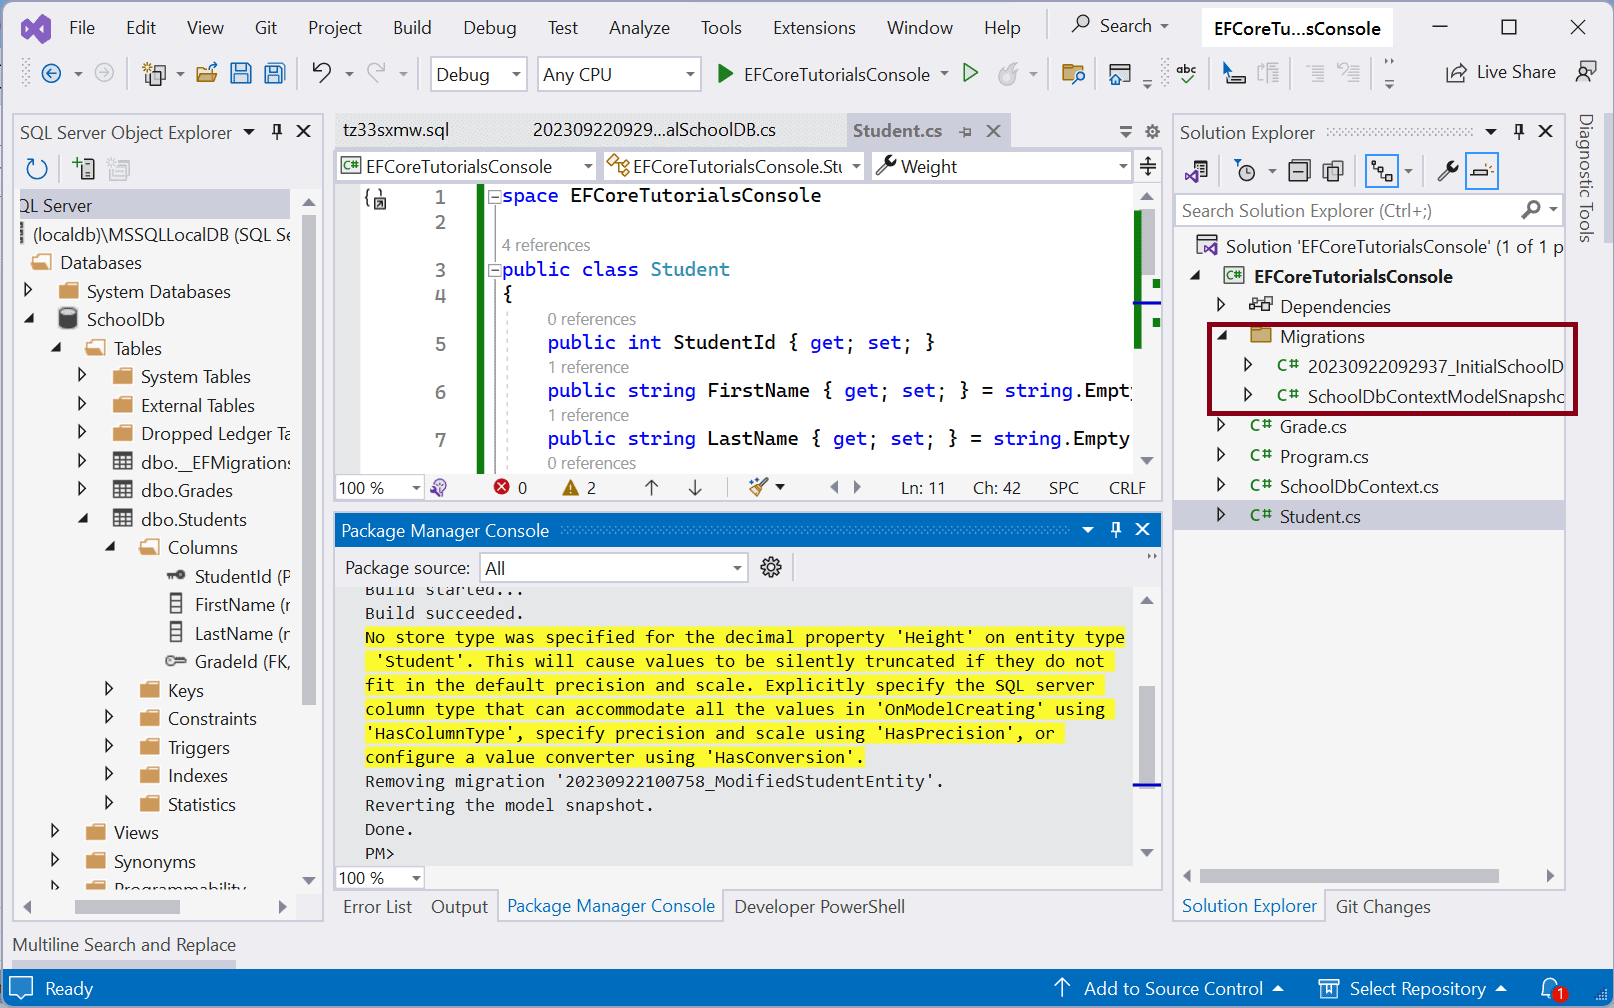 File Edit View Git Project Build Debug Test Analyze Tools Extensions Window Help Search EFCoreTu...sConsole
Debug Any CPU EFCoreTutorialsConsole abc Live Share
SQL Server Object Explorer
QL Server
(localdb)\MSSQLLocalDB (SQL Se
Databases
System Databases
SchoolDb
Tables
System Tables
External Tables
Dropped Ledger Ta
dbo.__EFMigrations
dbo.Grades
dbo.Students
Columns
StudentId (P
FirstName (r
LastName (r
GradeId (FK,
Keys
Constraints
Triggers
Indexes
Statistics
Views
Synonyms
Programmability
tz33sxmw.sql 202309220929...alSchoolDB.cs Student.cs
C# EFCoreTutorialsConsole EFCoreTutorialsConsole.Stu Weight
1 space EFCoreTutorialsConsole
2
4 references
3 public class Student
4 {
0 references
5 public int StudentId { get; set; }
1 reference
6 public string FirstName { get; set; } = string.Empty
1 reference
7 public string LastName { get; set; } = string.Empty
0 references
100 % 0 2 Ln: 11 Ch: 42 SPC CRLF
Package Manager Console
Package source: All
Build started...
Build succeeded.
No store type was specified for the decimal property 'Height' on entity type
'Student'. This will cause values to be silently truncated if they do not
fit in the default precision and scale. Explicitly specify the SQL server
column type that can accommodate all the values in 'OnModelCreating' using
'HasColumnType', specify precision and scale using 'HasPrecision', or
configure a value converter using 'HasConversion'.
Removing migration '20230922100758_ModifiedStudentEntity'.
Reverting the model snapshot.
Done.
PM>
100 %
Error List Output Package Manager Console Developer PowerShell
Solution Explorer
Search Solution Explorer (Ctrl+;)
Solution 'EFCoreTutorialsConsole' (1 of 1 p
C# EFCoreTutorialsConsole
Dependencies
Migrations
C# 20230922092937_InitialSchoolD
C# SchoolDbContextModelSnapsho
C# Grade.cs
C# Program.cs
C# SchoolDbContext.cs
C# Student.cs
Solution Explorer Git Changes
Diagnostic Tools
Multiline Search and Replace
Ready Add to Source Control Select Repository 1